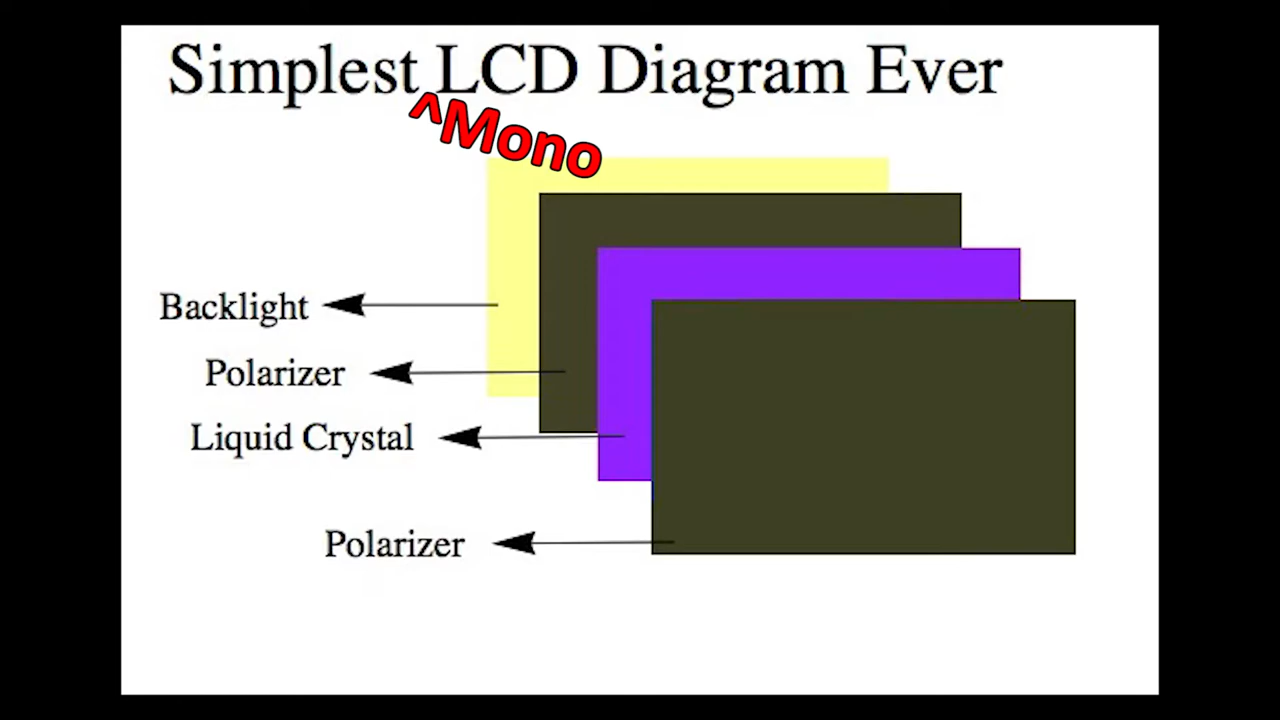 Simplest LCD Diagram Ever
^Mono
Backlight
Polarizer
Liquid Crystal
Polarizer